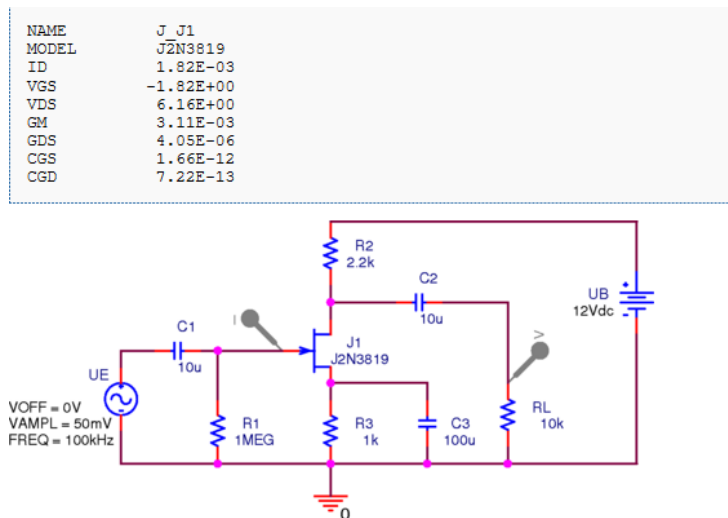 NAME J_J1
MODEL J2N3819
ID 1.82E-03
VGS -1.82E+00
VDS 6.16E+00
GM 3.11E-03
GDS 4.05E-06
CGS 1.66E-12
CGD 7.22E-13
R2
2.2k
C2
10u
UB
12Vdc
I
C1
10u
J1
J2N3819
V
UE
VOFF = 0V
VAMPL = 50mV
FREQ = 100kHz
R1
1MEG
R3
1k
C3
100u
RL
10k
0